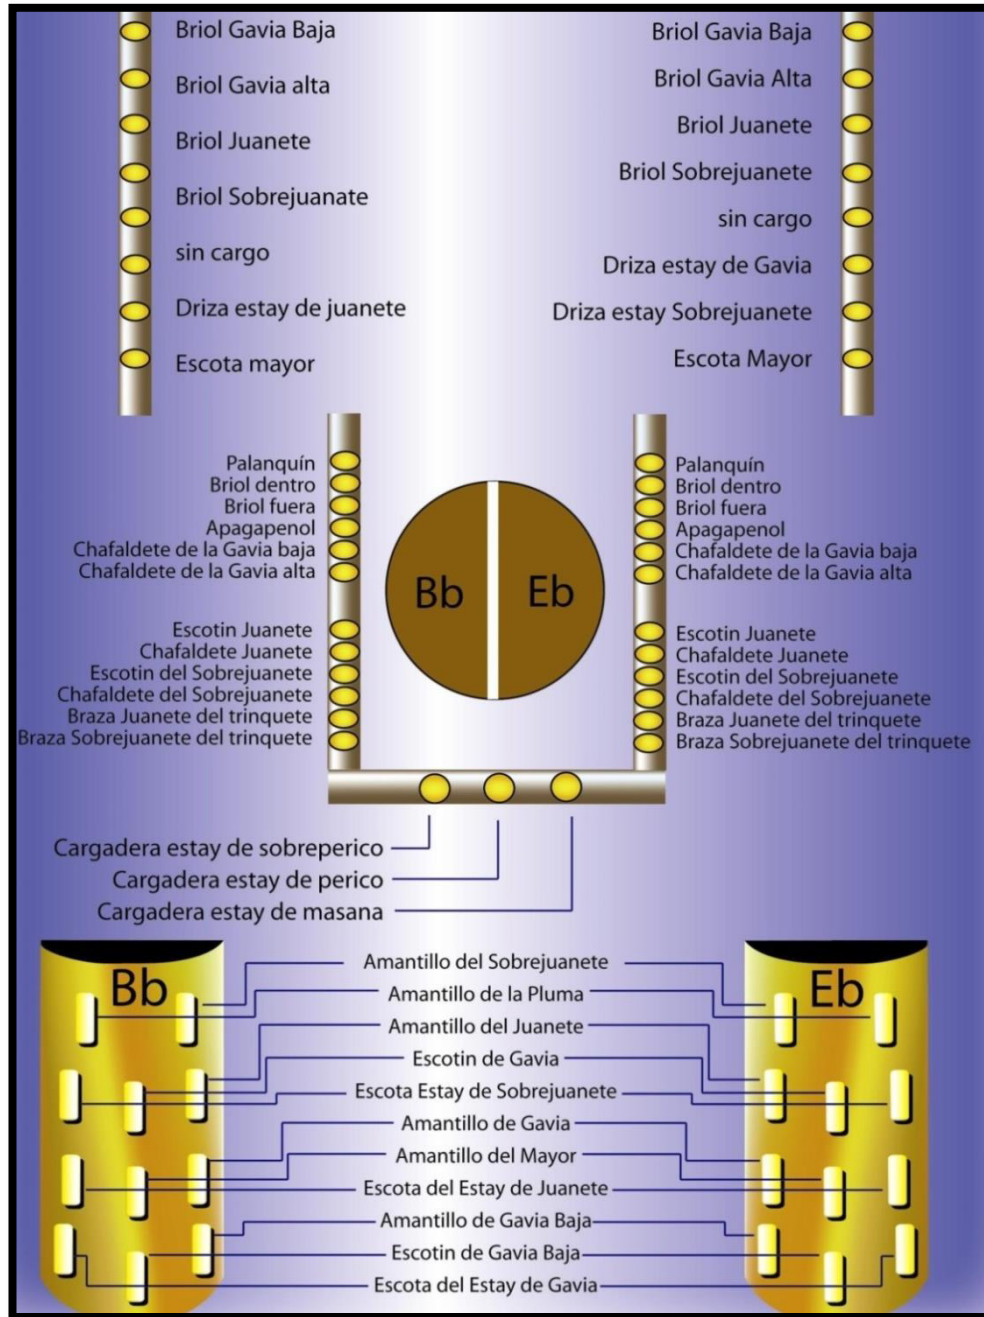 Briol Gavia Baja
Briol Gavia alta
Briol Juanete
Briol Sobrejuanate
sin cargo
Driza estay de juanete
Escota mayor
Briol Gavia Baja
Briol Gavia Alta
Briol Juanete
Briol Sobrejuanete
sin cargo
Driza estay de Gavia
Driza estay Sobrejuanete
Escota Mayor
Palanquín
Briol dentro
Briol fuera
Apagapenol
Chafaldete de la Gavia baja
Chafaldete de la Gavia alta
Escotin Juanete
Chafaldete Juanete
Escotin del Sobrejuanete
Chafaldete del Sobrejuanete
Braza Juanete del trinquete
Braza Sobrejuanete del trinquete
Bb
Eb
Palanquín
Briol dentro
Briol fuera
Apagapenol
Chafaldete de la Gavia baja
Chafaldete de la Gavia alta
Escotin Juanete
Chafaldete Juanete
Escotin del Sobrejuanete
Chafaldete del Sobrejuanete
Braza Juanete del trinquete
Braza Sobrejuanete del trinquete
Cargadera estay de sobreperico
Cargadera estay de perico
Cargadera estay de masana
Bb
Amantillo del Sobrejuanete
Amantillo de la Pluma
Amantillo del Juanete
Escotin de Gavia
Escota Estay de Sobrejuanete
Amantillo de Gavia
Amantillo del Mayor
Escota del Estay de Juanete
Amantillo de Gavia Baja
Escotin de Gavia Baja
Escota del Estay de Gavia
Eb